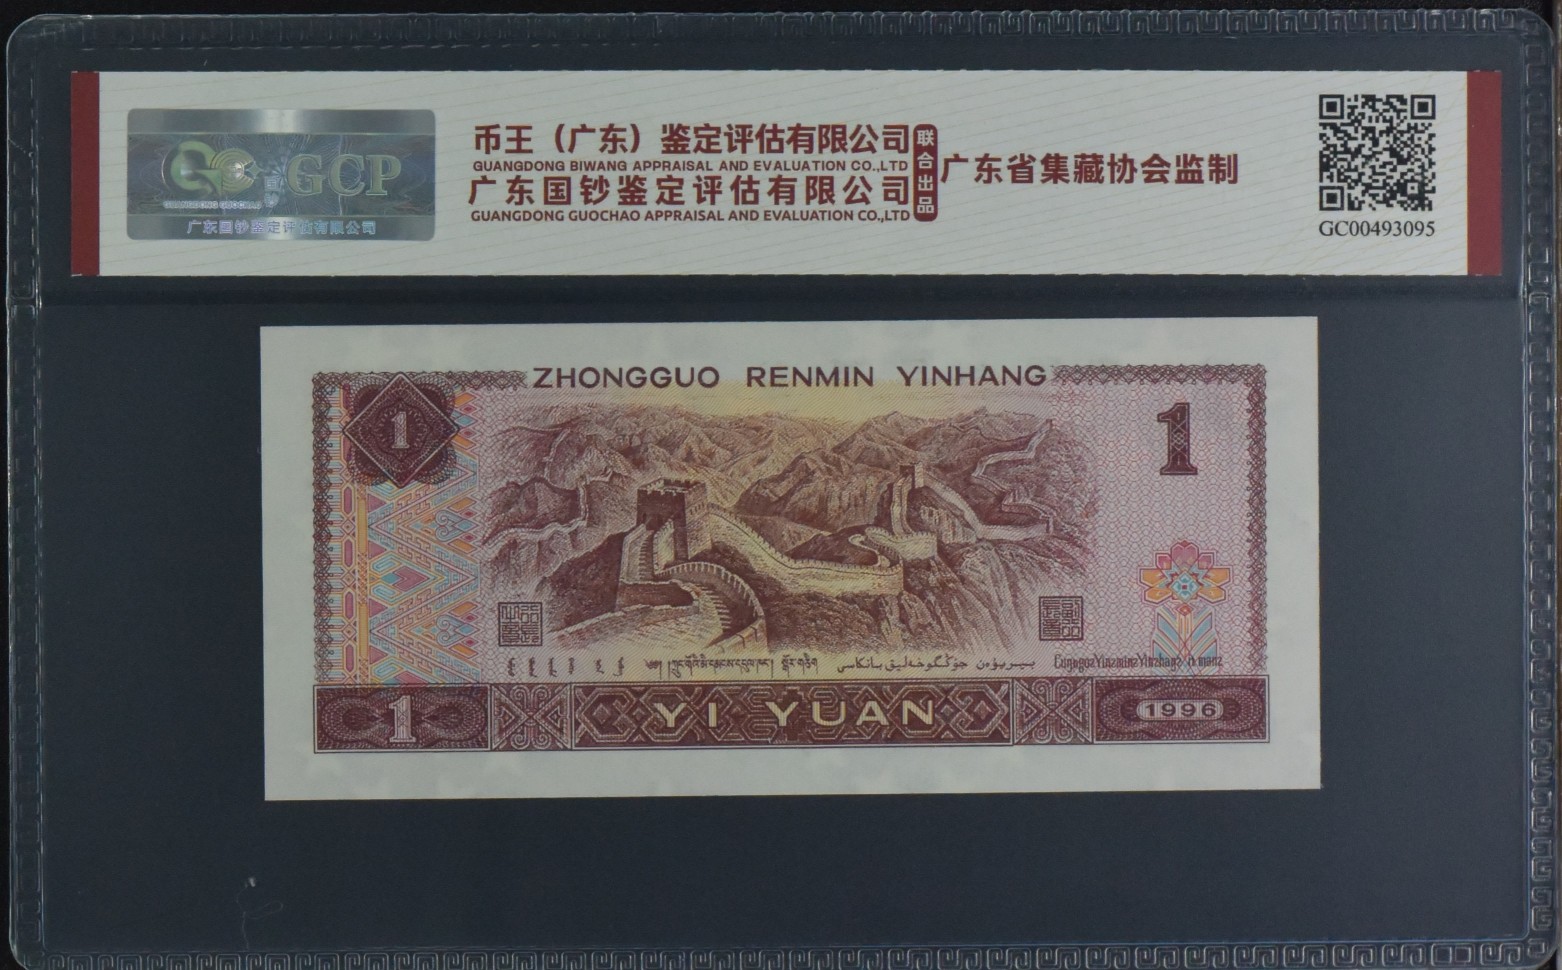 GCP
GUANGDONG GUOCHAO
广东国钞鉴定评估有限公司
币王（广东）鉴定评估有限公司
GUANGDONG BIWANG APPRAISAL AND EVALUATION CO.,LTD
广东国钞鉴定评估有限公司
GUANGDONG GUOCHAO APPRAISAL AND EVALUATION CO.,LTD
联合出品
广东省集藏协会监制
GC00493095
ZHONGGUO RENMIN YINHANG
1
1
1
YI YUAN
1996